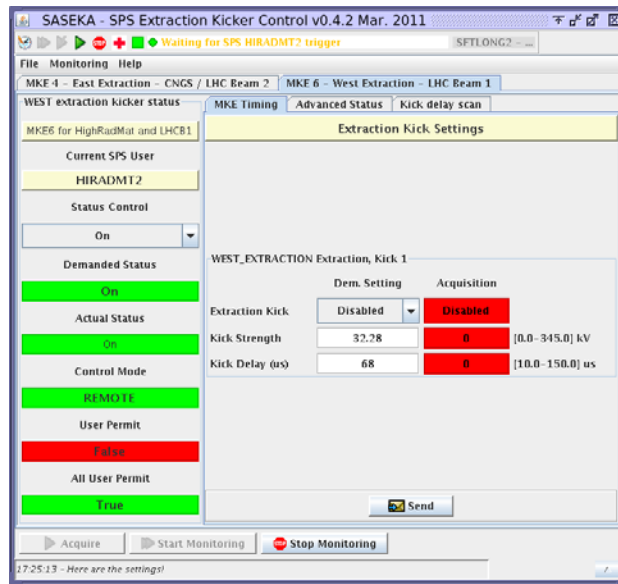 SASEKA - SPS Extraction Kicker Control v0.4.2 Mar. 2011
Waiting for SPS HIRADMT2 trigger
SFTLONG2 - ...
File Monitoring Help
MKE 4 - East Extraction - CNGS / LHC Beam 2
MKE 6 - West Extraction - LHC Beam 1
WEST extraction kicker status
MKE6 for HighRadMat and LHCB1
Current SPS User
HIRADMT2
Status Control
On
Demanded Status
On
Actual Status
On
Control Mode
REMOTE
User Permit
False
All User Permit
True
MKE Timing
Advanced Status
Kick delay scan
Extraction Kick Settings
WEST_EXTRACTION Extraction, Kick 1
Dem. Setting Acquisition
Extraction Kick Disabled Disabled
Kick Strength 32.28 0 [0.0-345.0] kV
Kick Delay (us) 68 0 [10.0-150.0] us
Send
Acquire
Start Monitoring
STOP Stop Monitoring
17:25:13 - Here are the settings!